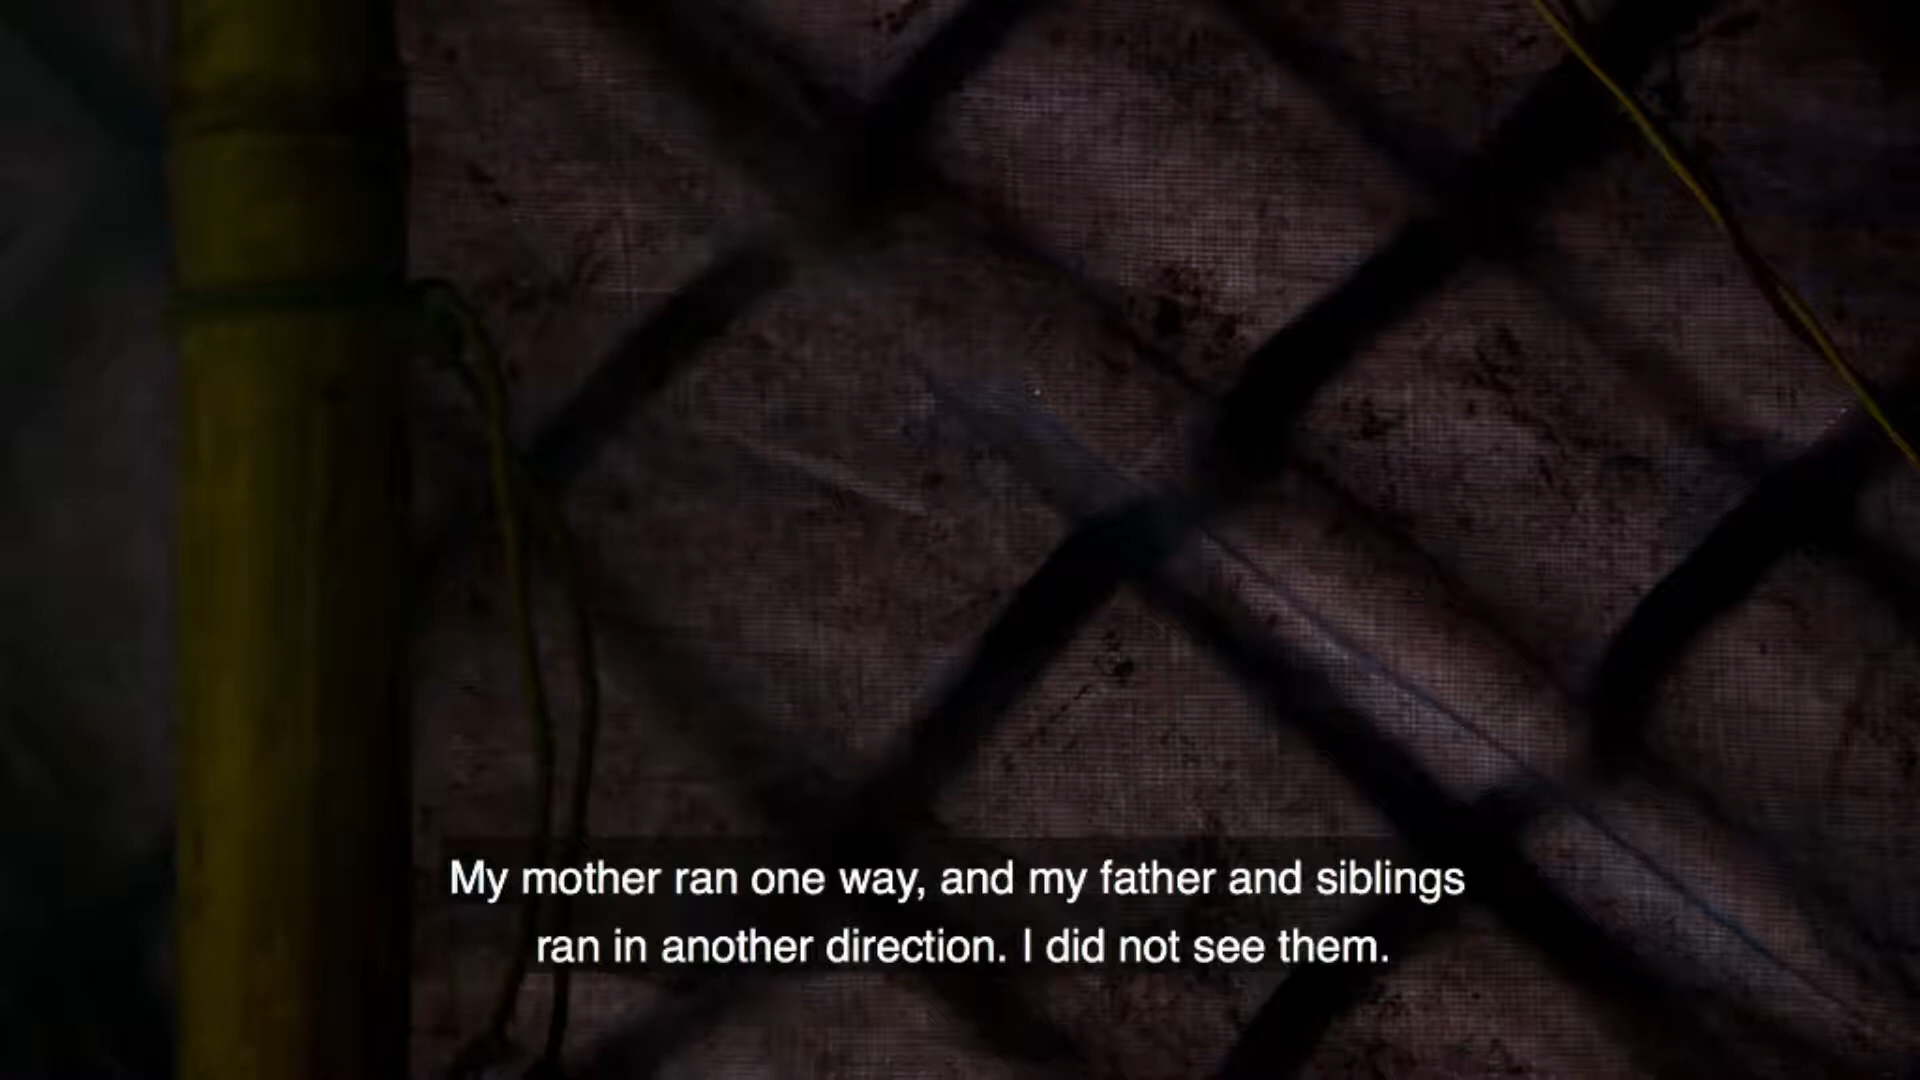 My mother ran one way, and my father and siblings
ran in another direction. I did not see them.